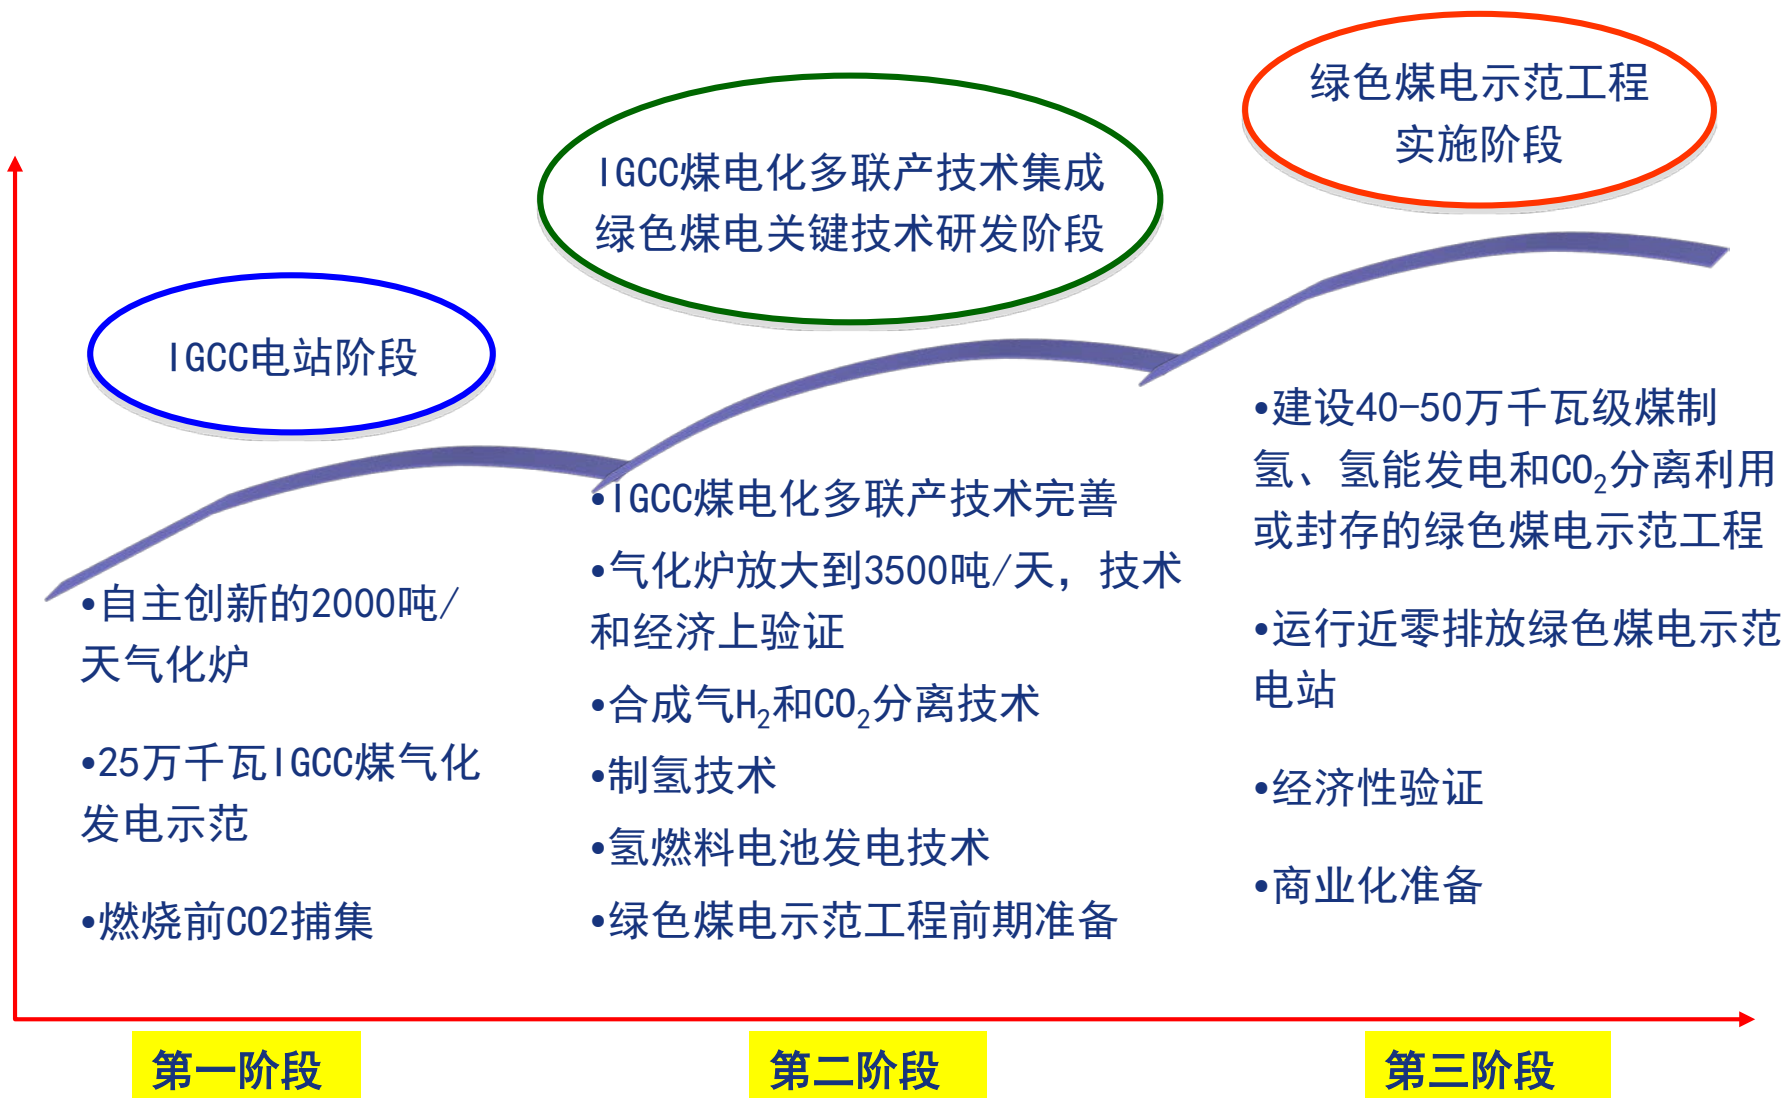 绿色煤电示范工程
实施阶段
IGCC煤电化多联产技术集成
绿色煤电关键技术研发阶段
IGCC电站阶段
•自主创新的2000吨/
天气化炉
•25万千瓦IGCC煤气化
发电示范
•燃烧前CO2捕集
•IGCC煤电化多联产技术完善
•气化炉放大到3500吨/天，技术
和经济上验证
•合成气H₂和CO₂分离技术
•制氢技术
•氢燃料电池发电技术
•绿色煤电示范工程前期准备
•建设40-50万千瓦级煤制
氢、氢能发电和CO₂分离利用
或封存的绿色煤电示范工程
•运行近零排放绿色煤电示范
电站
•经济性验证
•商业化准备
第一阶段
第二阶段
第三阶段